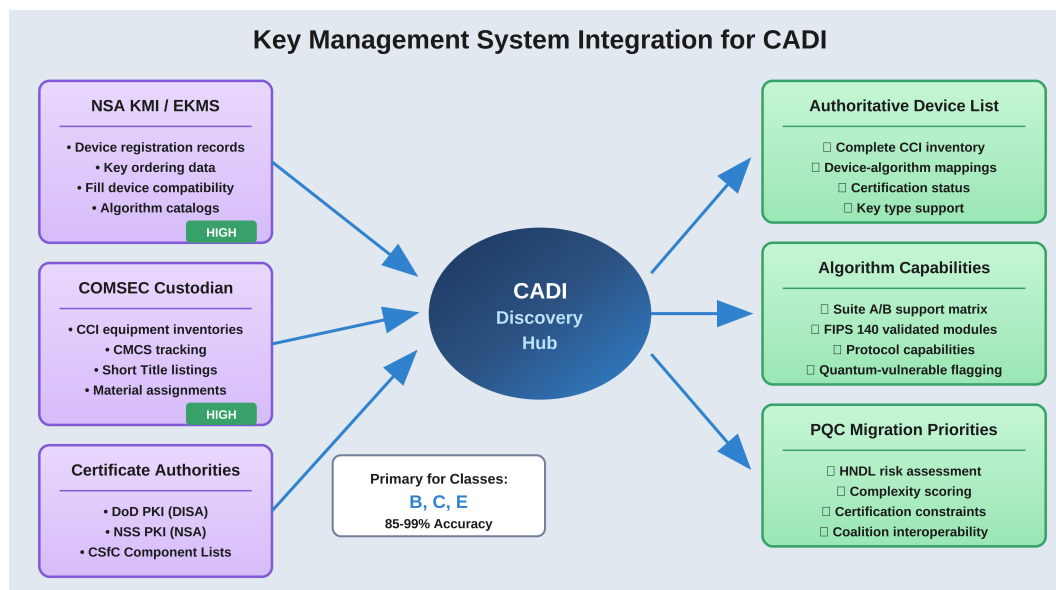 Key Management System Integration for CADI
NSA KMI / EKMS
• Device registration records
• Key ordering data
• Fill device compatibility
• Algorithm catalogs
HIGH
COMSEC Custodian
• CCI equipment inventories
• CMCS tracking
• Short Title listings
• Material assignments
HIGH
Certificate Authorities
• DoD PKI (DISA)
• NSS PKI (NSA)
• CSfC Component Lists
CADI
Discovery
Hub
Primary for Classes:
B, C, E
85-99% Accuracy
Authoritative Device List
▯ Complete CCI inventory
▯ Device-algorithm mappings
▯ Certification status
▯ Key type support
Algorithm Capabilities
▯ Suite A/B support matrix
▯ FIPS 140 validated modules
▯ Protocol capabilities
▯ Quantum-vulnerable flagging
PQC Migration Priorities
▯ HNDL risk assessment
▯ Complexity scoring
▯ Certification constraints
▯ Coalition interoperability